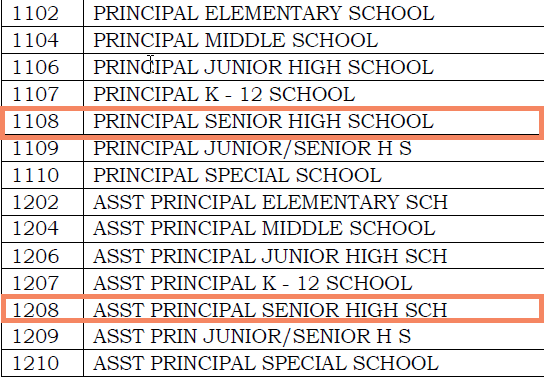 1102 PRINCIPAL ELEMENTARY SCHOOL
1104 PRINCIPAL MIDDLE SCHOOL
1106 PRINCIPAL JUNIOR HIGH SCHOOL
1107 PRINCIPAL K - 12 SCHOOL
1108 PRINCIPAL SENIOR HIGH SCHOOL
1109 PRINCIPAL JUNIOR/SENIOR H S
1110 PRINCIPAL SPECIAL SCHOOL
1202 ASST PRINCIPAL ELEMENTARY SCH
1204 ASST PRINCIPAL MIDDLE SCHOOL
1206 ASST PRINCIPAL JUNIOR HIGH SCH
1207 ASST PRINCIPAL K - 12 SCHOOL
1208 ASST PRINCIPAL SENIOR HIGH SCH
1209 ASST PRIN JUNIOR/SENIOR H S
1210 ASST PRINCIPAL SPECIAL SCHOOL